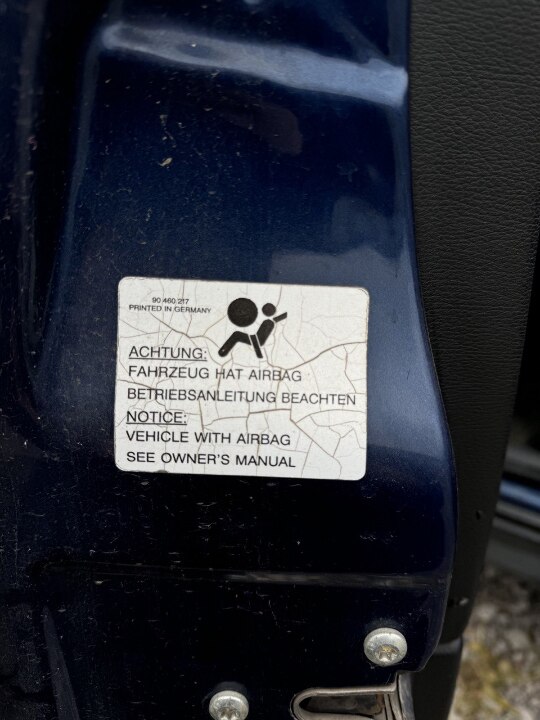 90 460 217
PRINTED IN GERMANY
ACHTUNG:
FAHRZEUG HAT AIRBAG
BETRIEBSANLEITUNG BEACHTEN
NOTICE:
VEHICLE WITH AIRBAG
SEE OWNER'S MANUAL